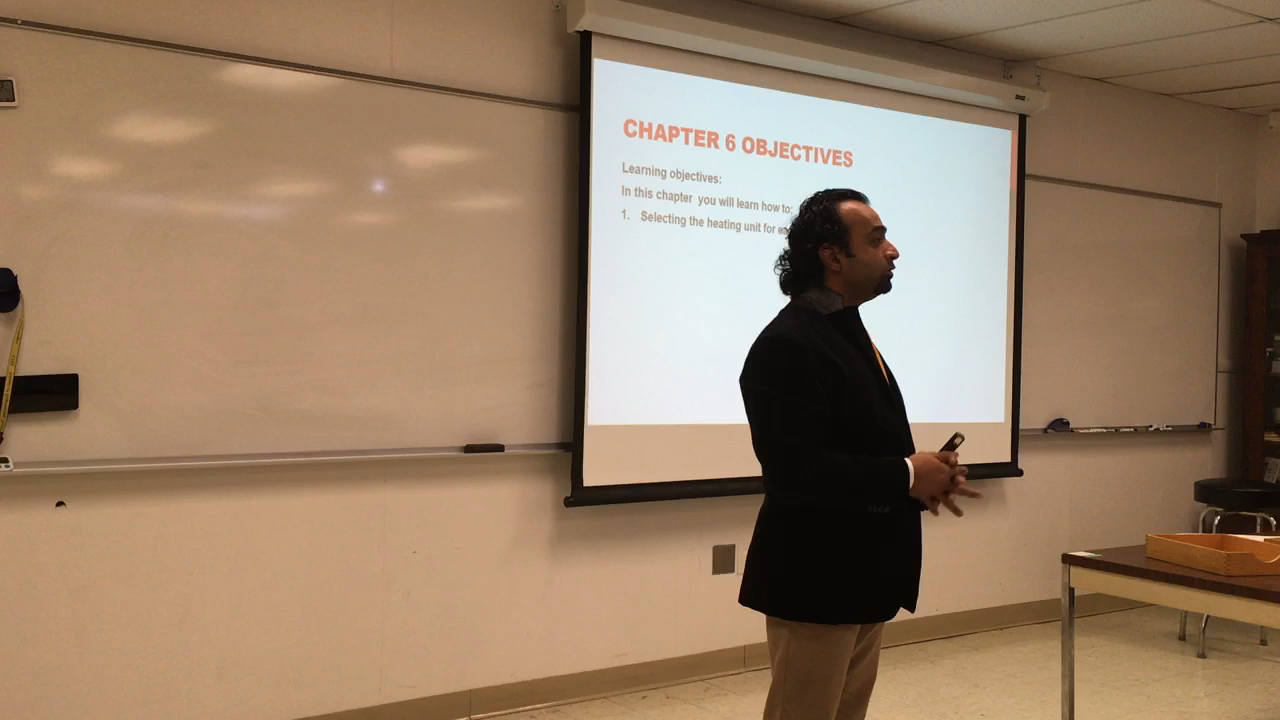 CHAPTER 6 OBJECTIVES
Learning objectives:
In this chapter you will learn how to:
1. Selecting the heating unit for